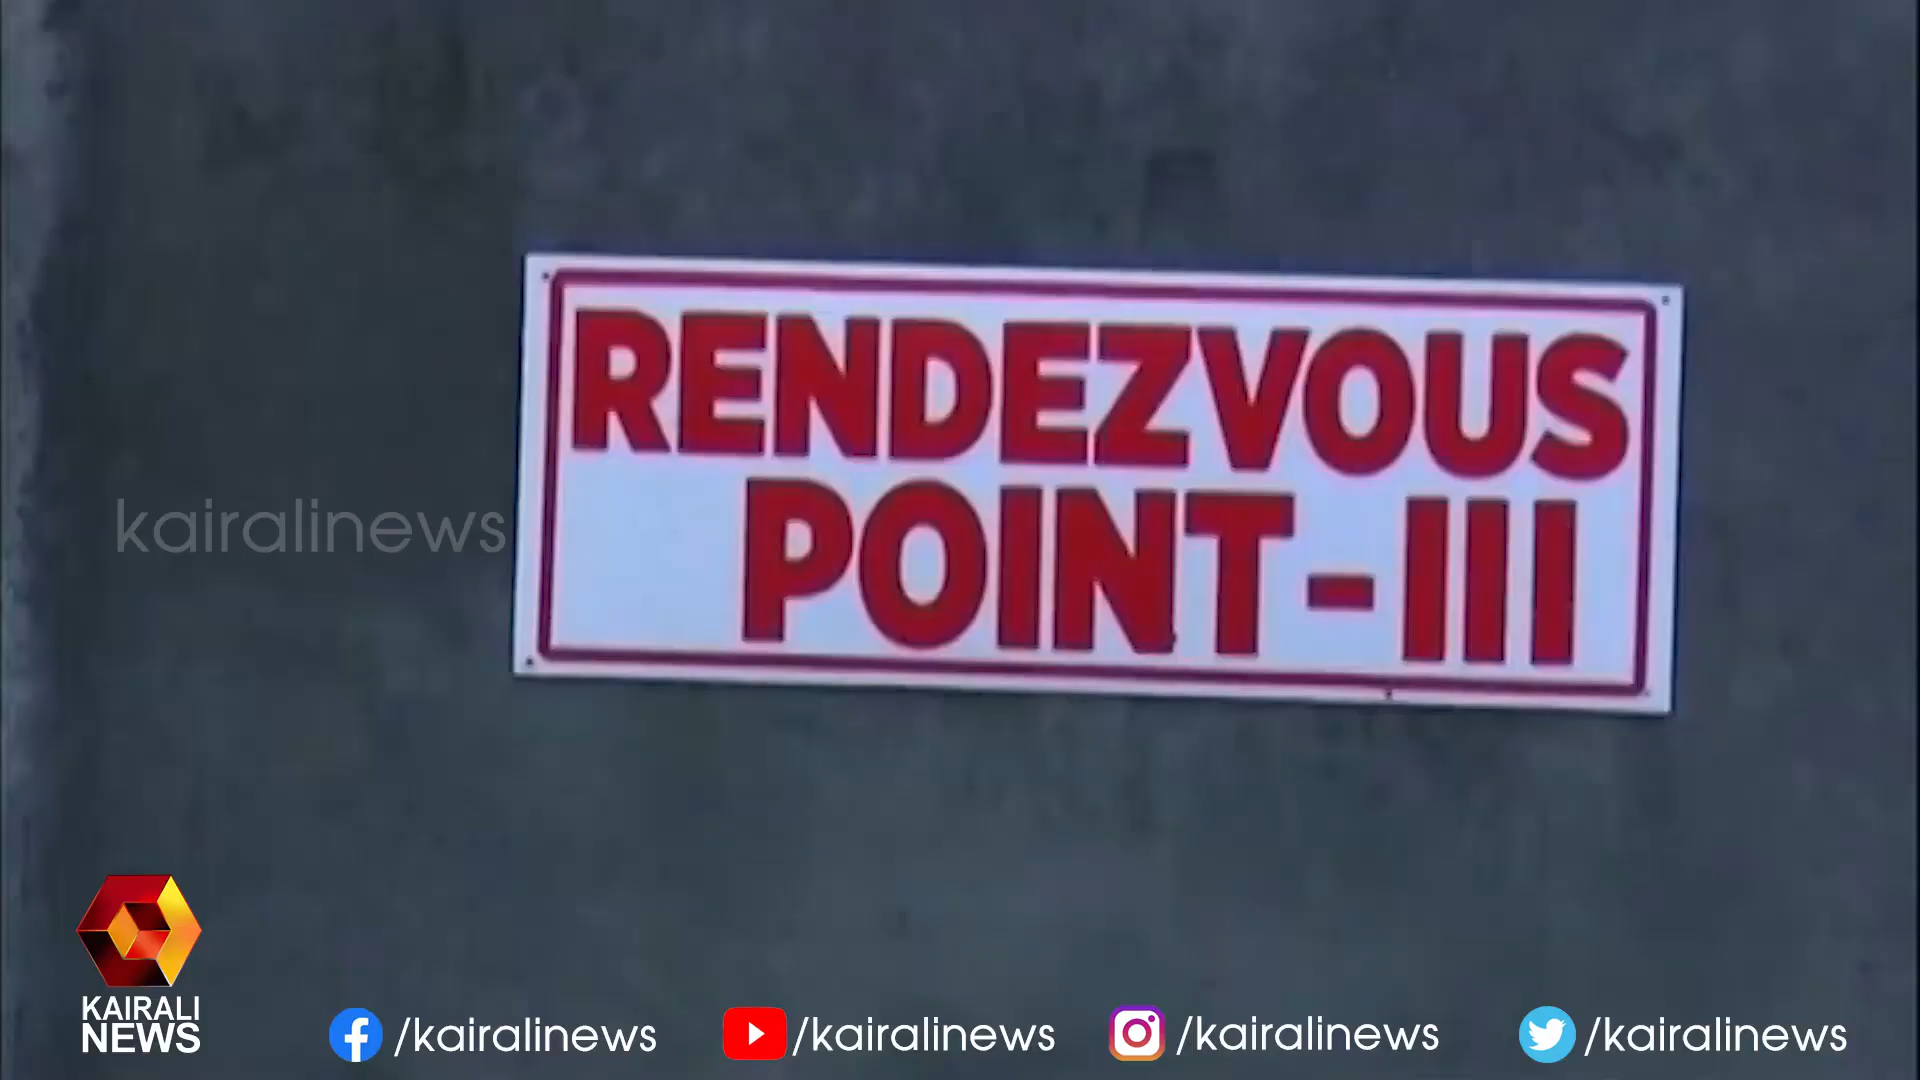 RENDEZVOUS
POINT-III
kairalinews
KAIRALI
NEWS
/kairalinews
/kairalinews
/kairalinews
/kairalinews